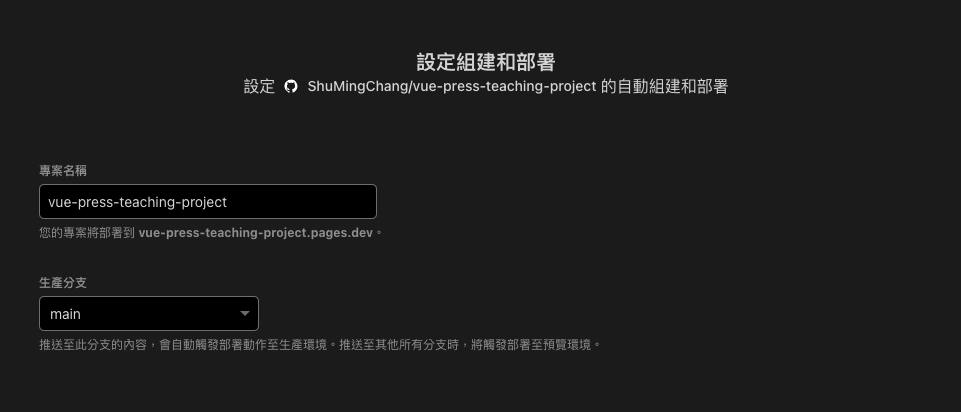 設定組建和部署
設定 ShuMingChang/vue-press-teaching-project 的自動組建和部署
專案名稱
vue-press-teaching-project
您的專案將部署到 vue-press-teaching-project.pages.dev。
生產分支
main
推送至此分支的內容，會自動觸發部署動作至生產環境。推送至其他所有分支時，將觸發部署至預覽環境。